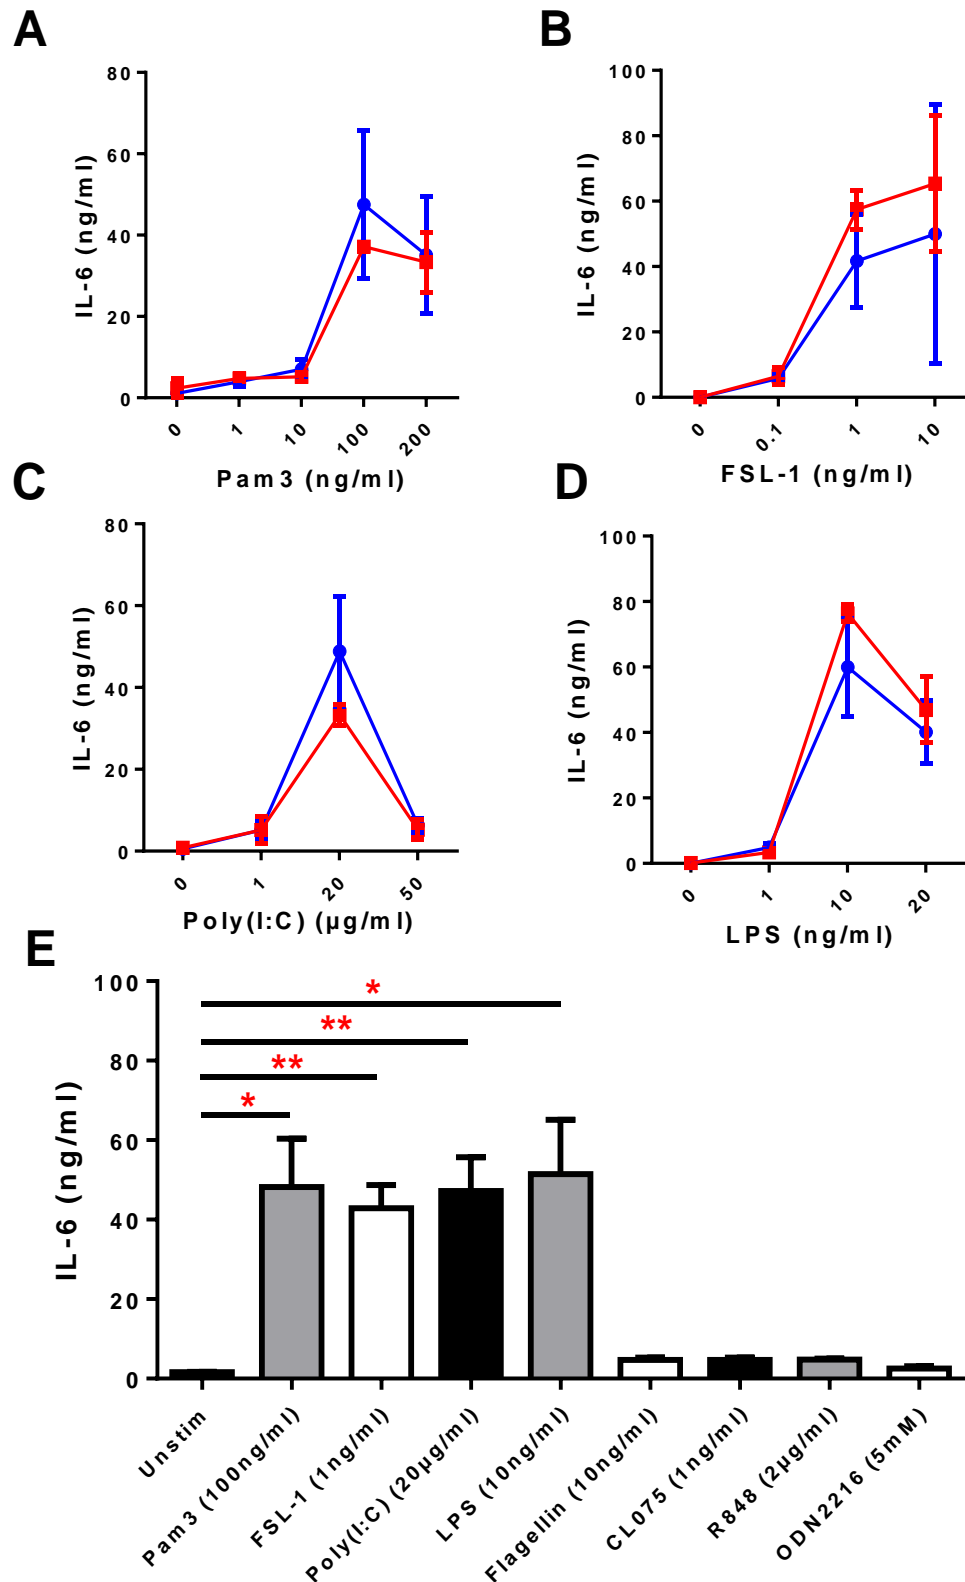 A
80
60
40
20
0
IL-6 (ng/ml)
0
1
10
100
200
Pam3 (ng/ml)
B
100
80
60
40
20
0
IL-6 (ng/ml)
0
0.1
1
10
FSL-1 (ng/ml)
C
80
60
40
20
0
IL-6 (ng/ml)
0
1
20
50
Poly(I:C) (µg/ml)
D
100
80
60
40
20
0
IL-6 (ng/ml)
0
1
10
20
LPS (ng/ml)
E
100
80
60
40
20
0
IL-6 (ng/ml)
*
**
**
*
Unstim
Pam3 (100ng/ml)
FSL-1 (1ng/ml)
Poly(I:C) (20µg/ml)
LPS (10ng/ml)
Flagellin (10ng/ml)
CL075 (1ng/ml)
R848 (2µg/ml)
ODN2216 (5mM)